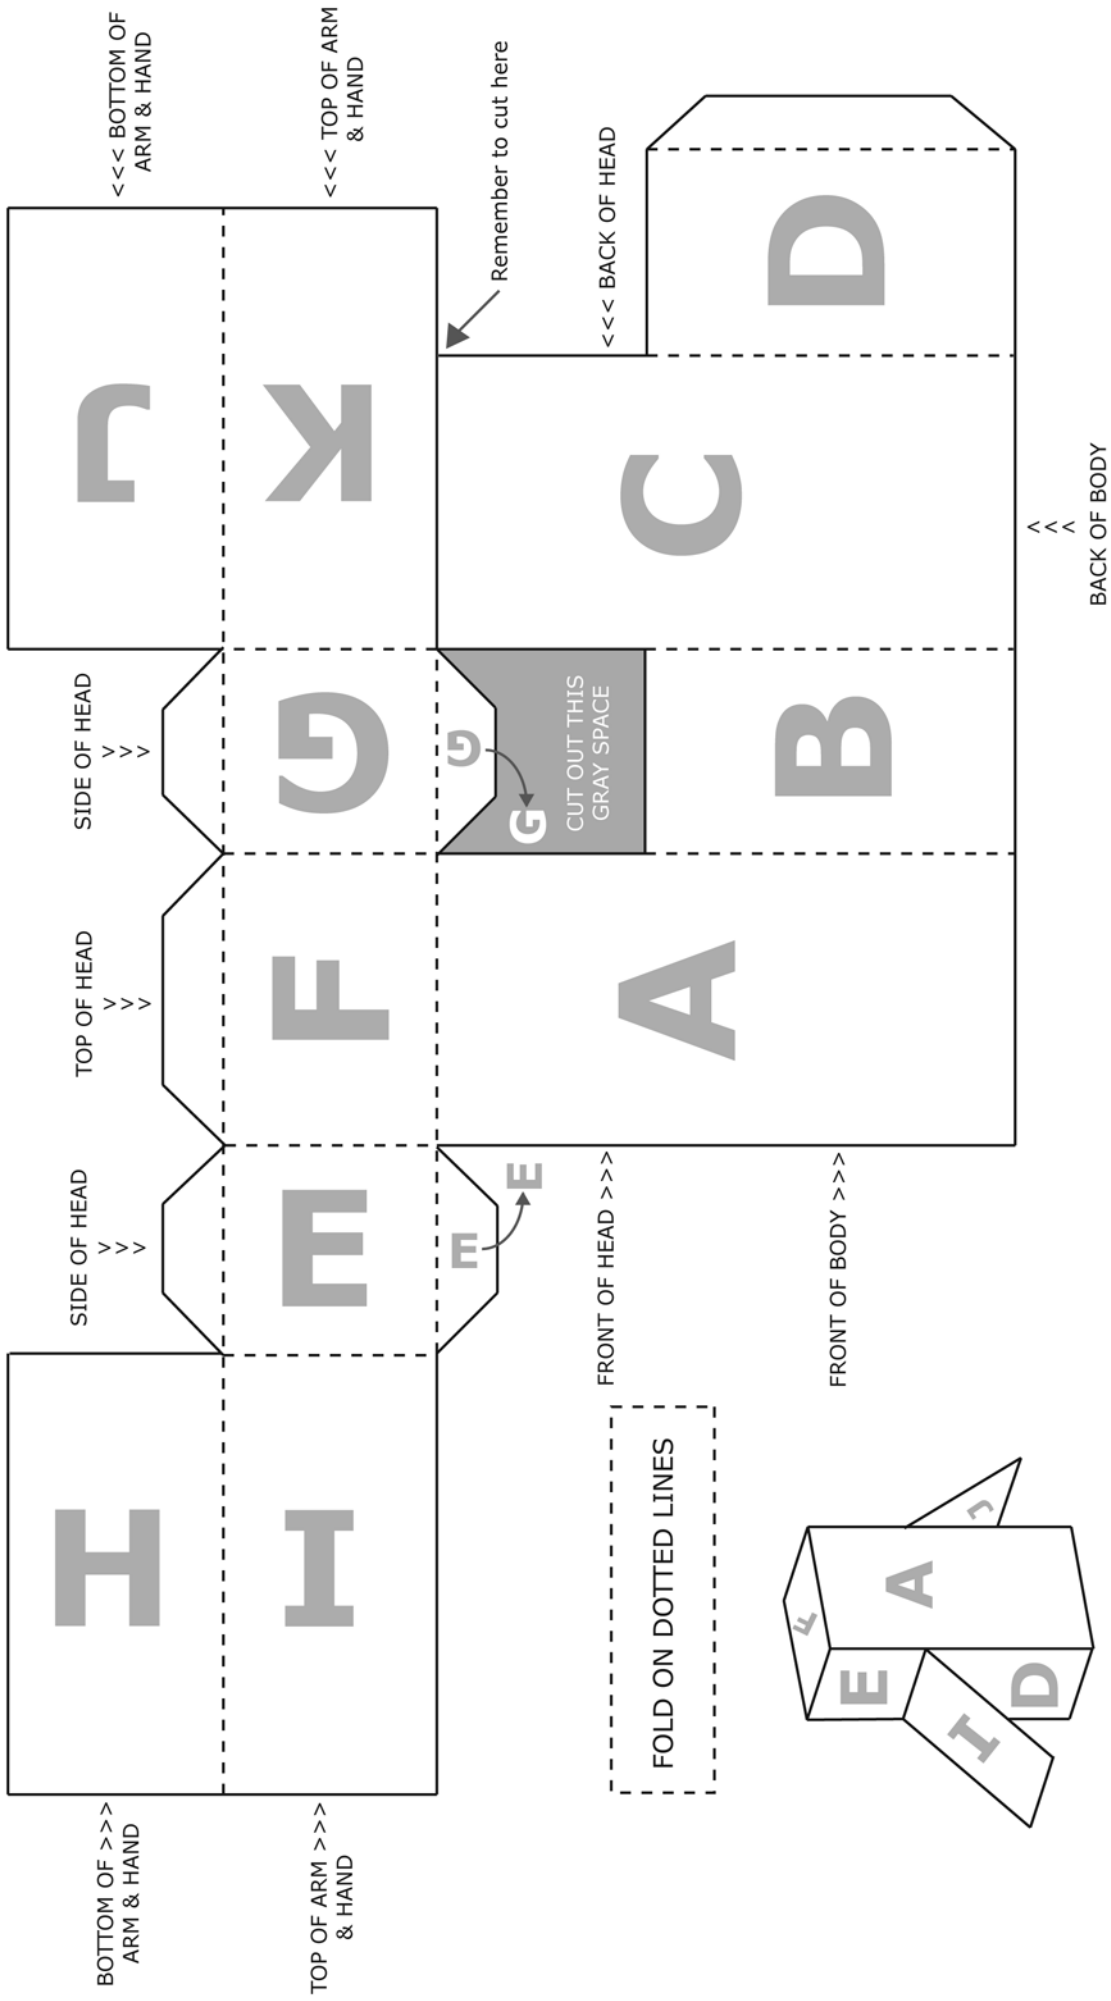 BOTTOM OF >>>
ARM & HAND
H
SIDE OF HEAD
V
V
V
TOP OF HEAD
V
V
V
SIDE OF HEAD
V
V
V
J
<<< BOTTOM OF
ARM & HAND
TOP OF ARM >>>
& HAND
I
E
F
G
K
<<< TOP OF ARM
& HAND
E
E
G
G
CUT OUT THIS
GRAY SPACE
Remember to cut here
FRONT OF HEAD >>>
A
C
<<< BACK OF HEAD
FOLD ON DOTTED LINES
FRONT OF BODY >>>
B
D
F
E
A
I
J
D
^
^
^
BACK OF BODY